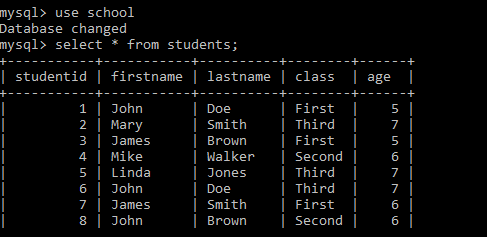 mysql> use school
Database changed
mysql> select * from students;
+-----------+-----------+----------+--------+------+
| studentid | firstname | lastname | class  | age  |
+-----------+-----------+----------+--------+------+
|         1 | John      | Doe      | First  |    5 |
|         2 | Mary      | Smith    | Third  |    7 |
|         3 | James     | Brown    | First  |    5 |
|         4 | Mike      | Walker   | Second |    6 |
|         5 | Linda     | Jones    | Third  |    7 |
|         6 | John      | Doe      | Third  |    7 |
|         7 | James     | Smith    | First  |    6 |
|         8 | John      | Brown    | Second |    6 |